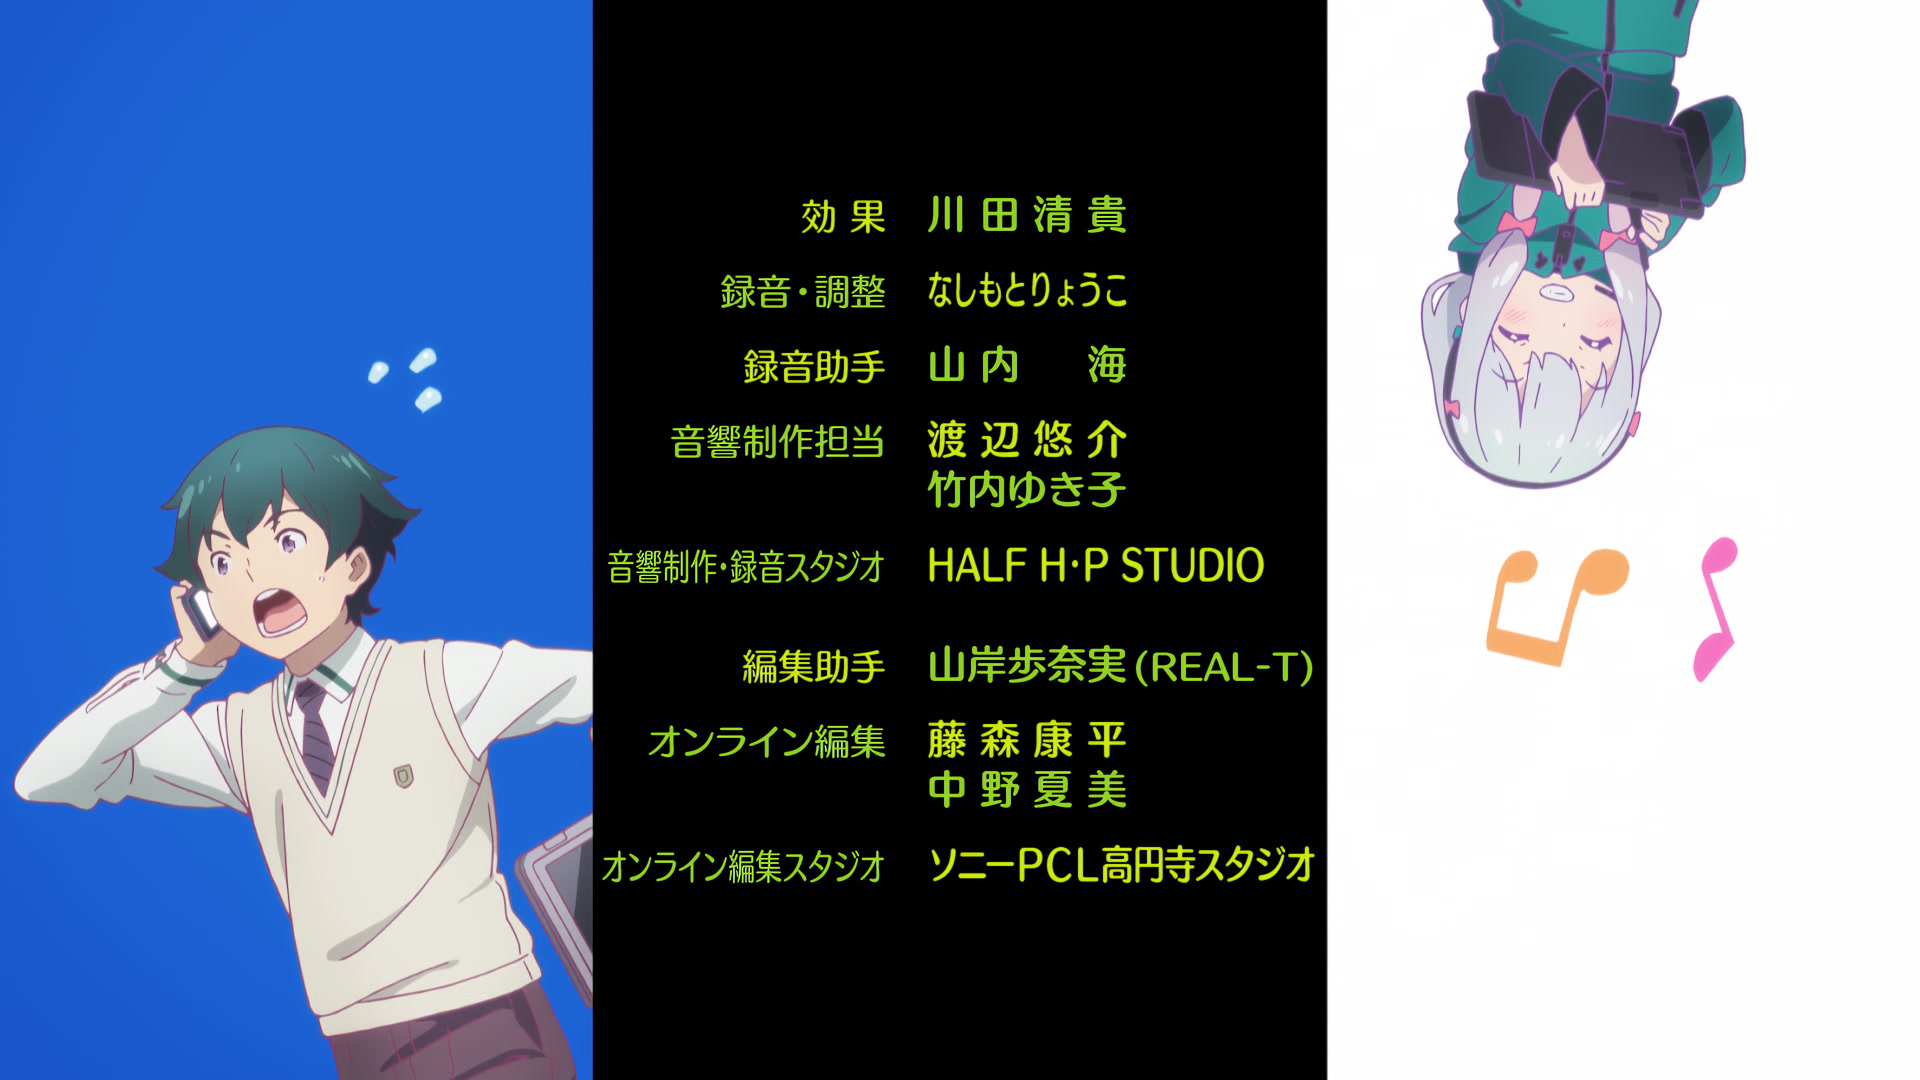 効果 川田清貴
録音・調整 なしもとりょうこ
録音助手 山内 海
音響制作担当 渡辺悠介
竹内ゆき子
音響制作・録音スタジオ HALF H・P STUDIO
編集助手 山岸歩奈実(REAL-T)
オンライン編集 藤森康平
中野夏美
オンライン編集スタジオ ソニーPCL高円寺スタジオ